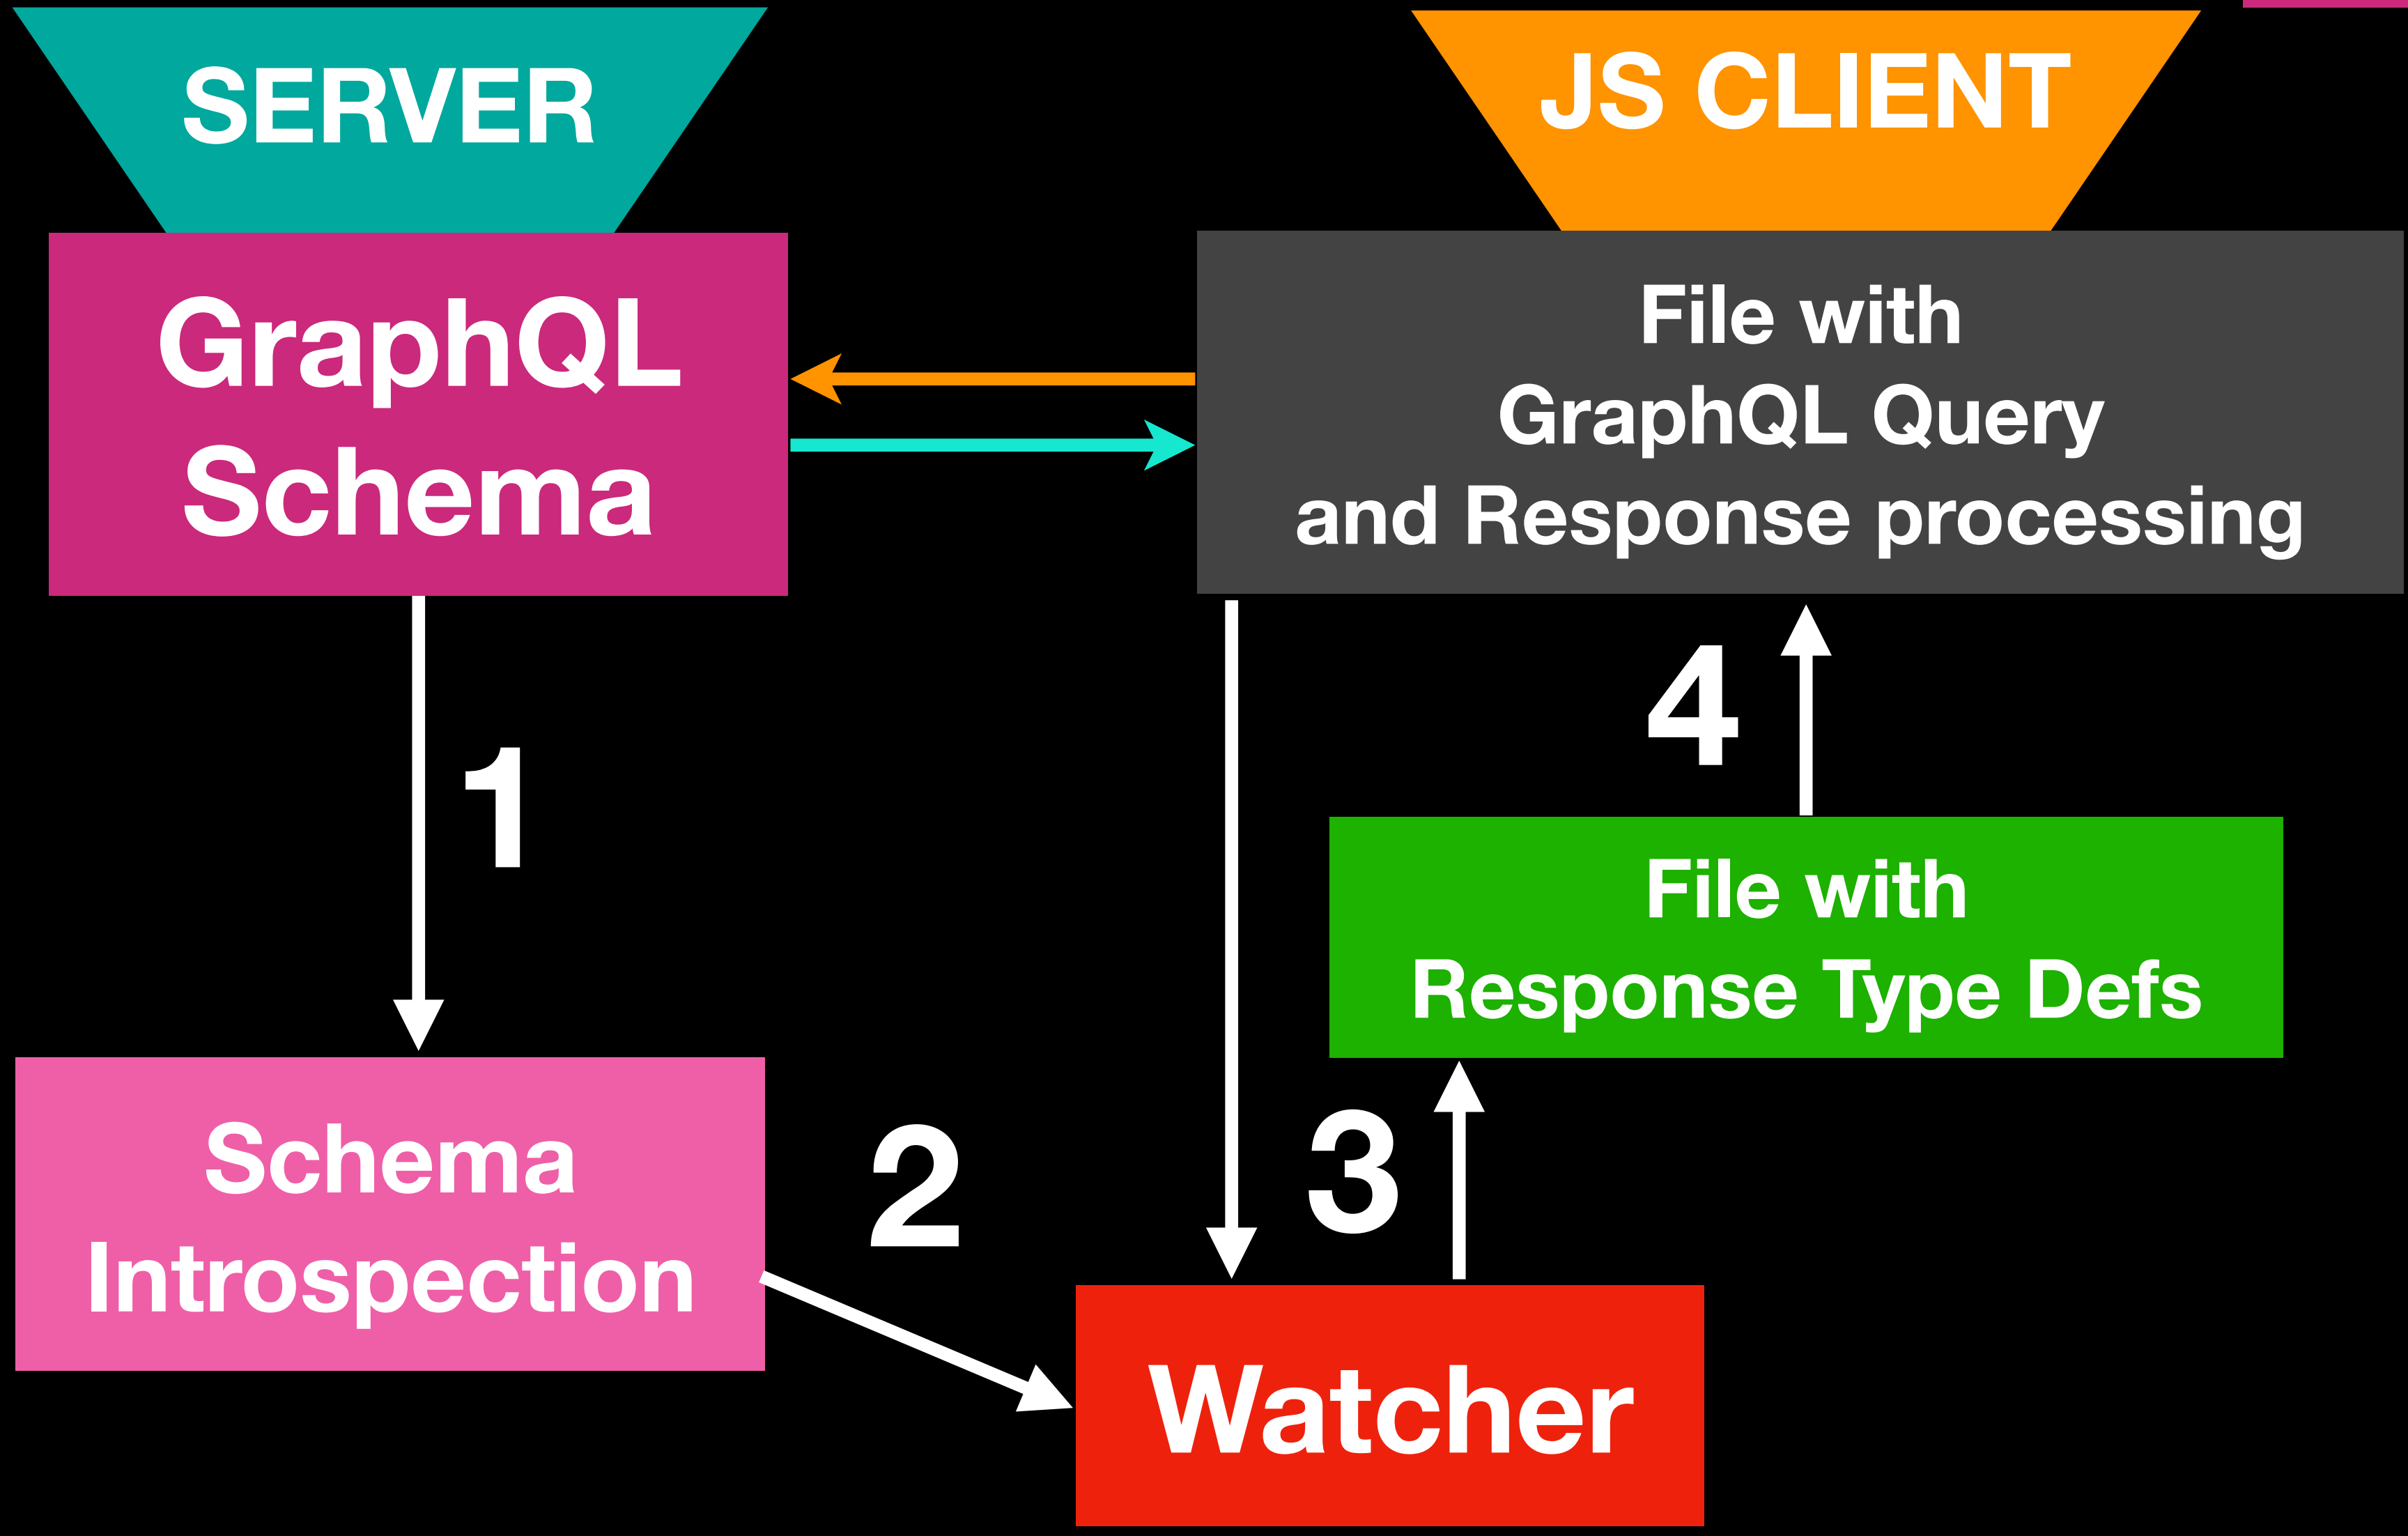 SERVER
JS CLIENT
GraphQL
Schema
File with
GraphQL Query
and Response processing
1
4
File with
Response Type Defs
Schema
Introspection
2
3
Watcher